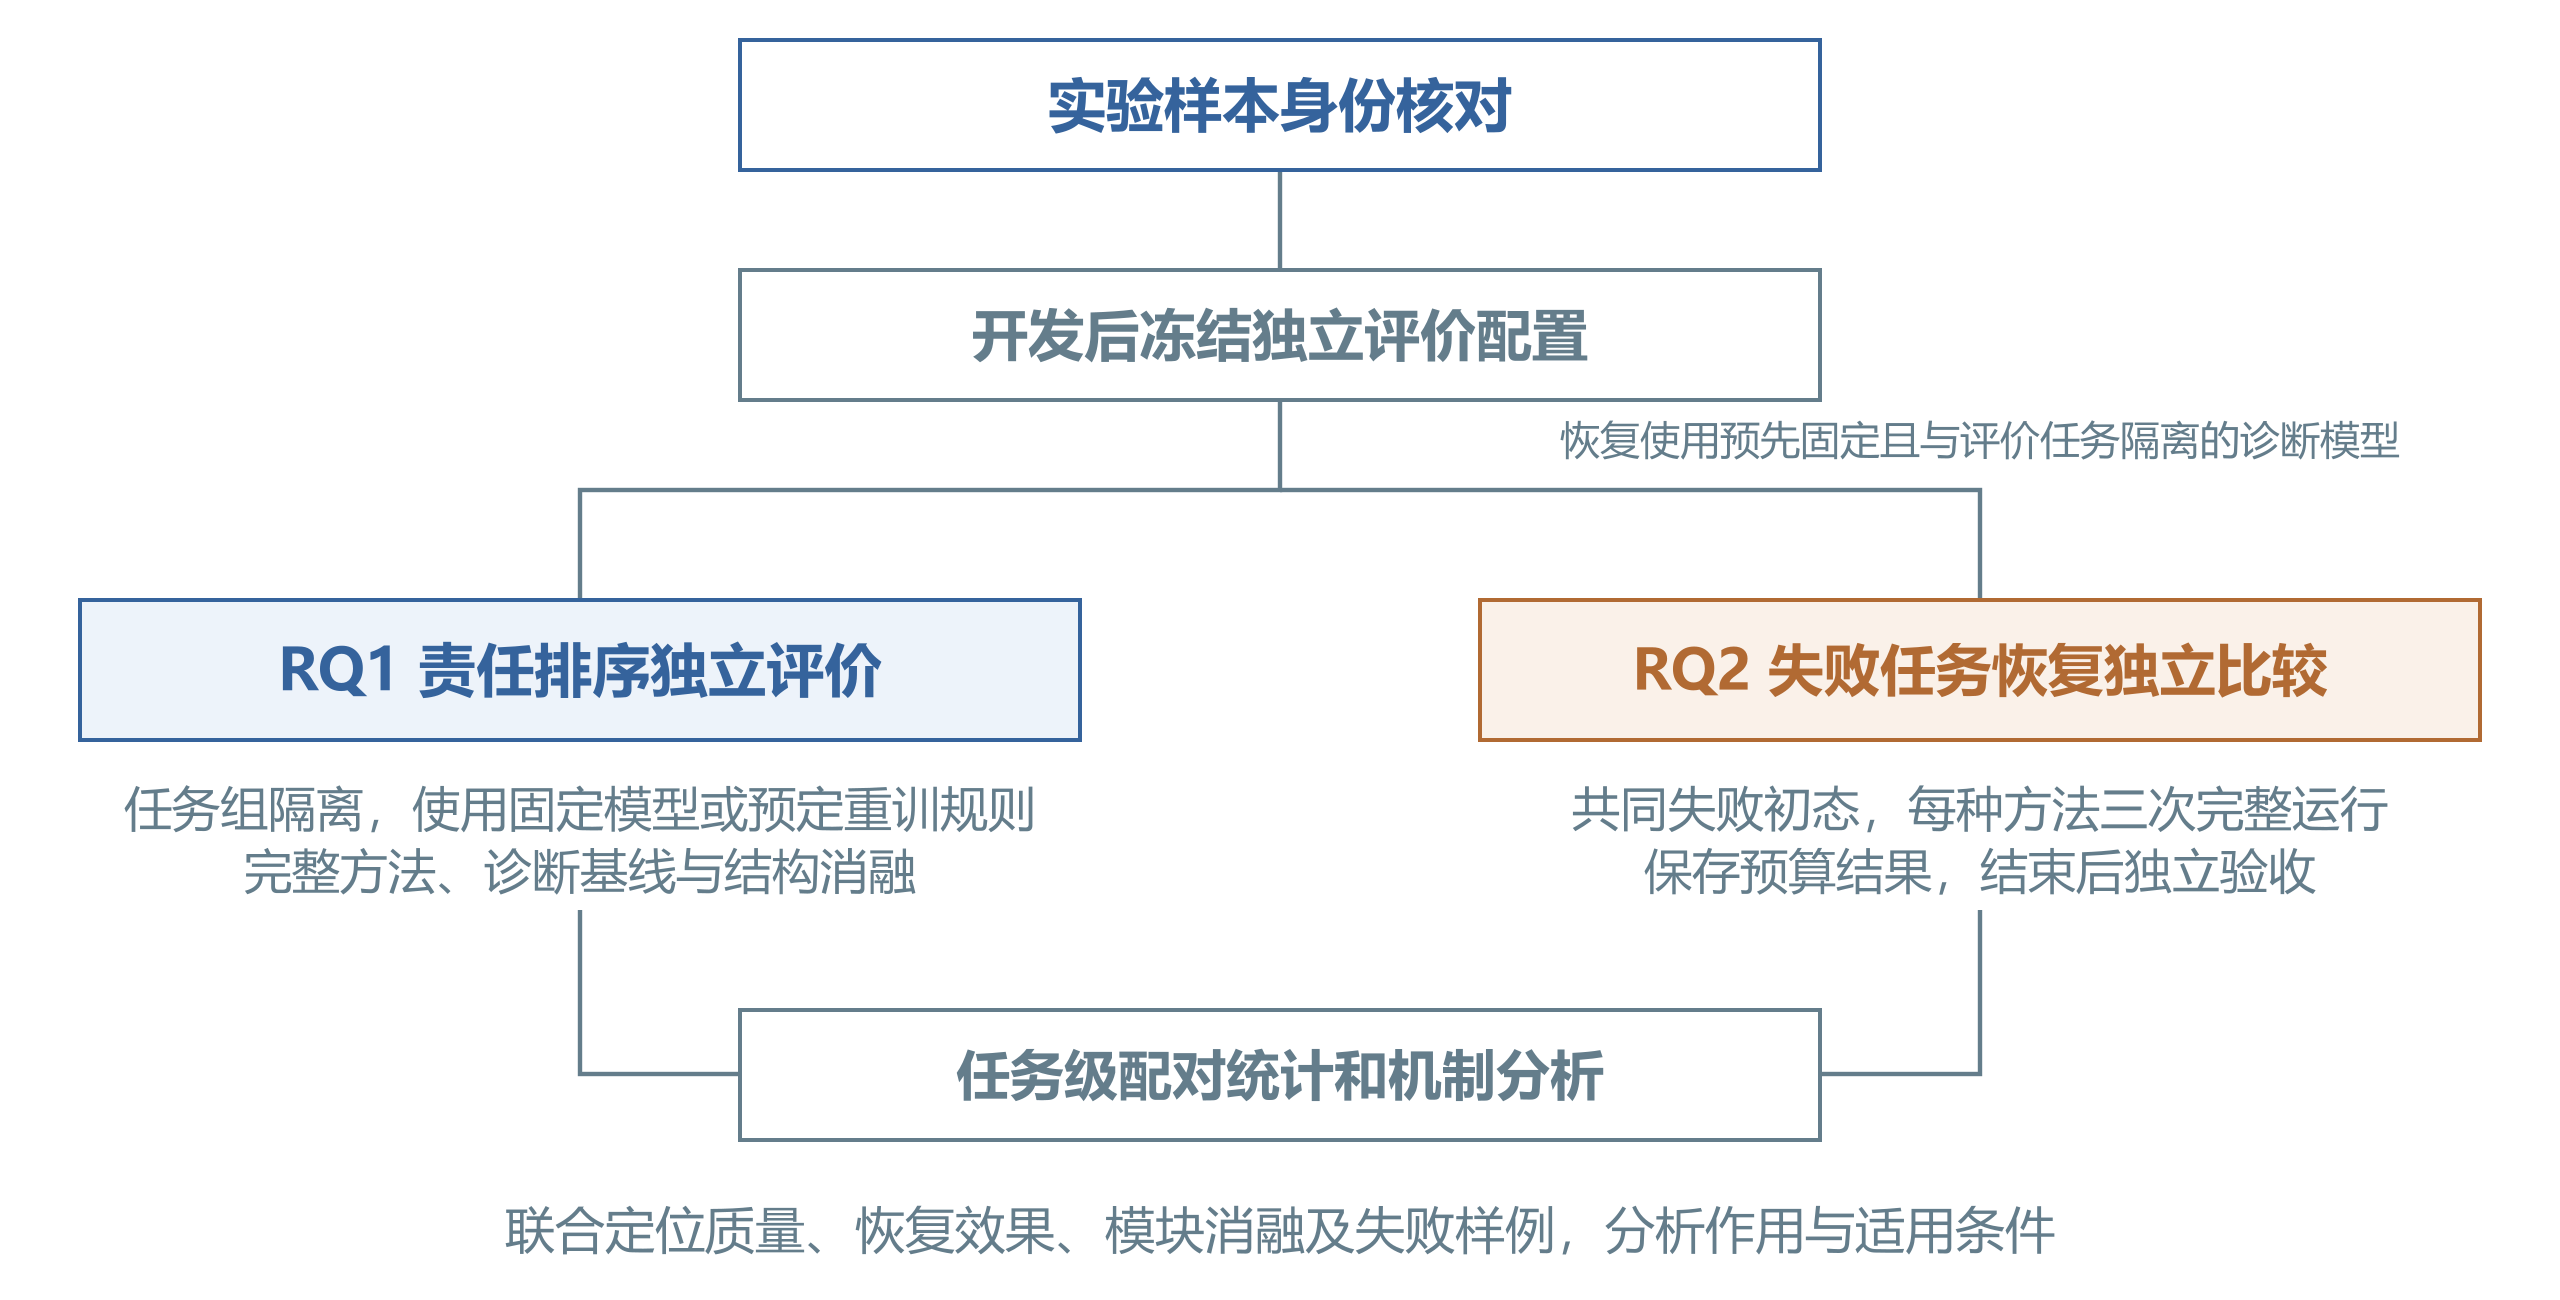 实验样本身份核对
开发后冻结独立评价配置
恢复使用预先固定且与评价任务隔离的诊断模型
RQ1 责任排序独立评价
任务组隔离，使用固定模型或预定重训规则
完整方法、诊断基线与结构消融
RQ2 失败任务恢复独立比较
共同失败初态，每种方法三次完整运行
保存预算结果，结束后独立验收
任务级配对统计和机制分析
联合定位质量、恢复效果、模块消融及失败样例，分析作用与适用条件